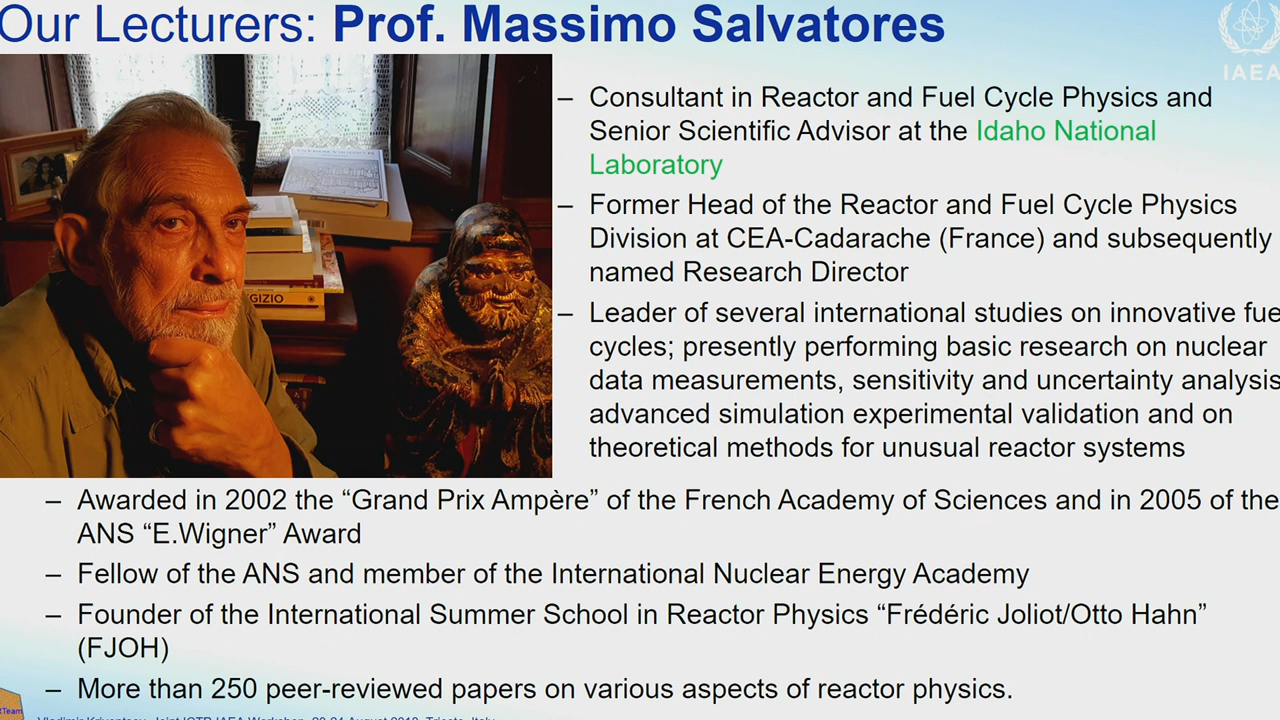 Our Lecturers: Prof. Massimo Salvatores
IAEA
– Consultant in Reactor and Fuel Cycle Physics and
Senior Scientific Advisor at the Idaho National
Laboratory
– Former Head of the Reactor and Fuel Cycle Physics
Division at CEA-Cadarache (France) and subsequently
named Research Director
– Leader of several international studies on innovative fue
cycles; presently performing basic research on nuclear
data measurements, sensitivity and uncertainty analysis
advanced simulation experimental validation and on
theoretical methods for unusual reactor systems
GIZIO
– Awarded in 2002 the “Grand Prix Ampère” of the French Academy of Sciences and in 2005 of the
ANS “E.Wigner” Award
– Fellow of the ANS and member of the International Nuclear Energy Academy
– Founder of the International Summer School in Reactor Physics “Frédéric Joliot/Otto Hahn”
(FJOH)
– More than 250 peer-reviewed papers on various aspects of reactor physics.
Team